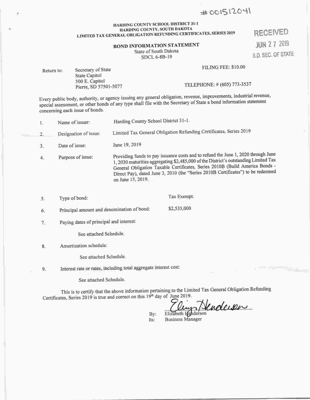 #001512041
HARDING COUNTY SCHOOL DISTRICT 31-1
HARDING COUNTY, SOUTH DAKOTA
LIMITED TAX GENERAL OBLIGATION REFUNDING CERTIFICATES, SERIES 2019
RECEIVED
JUN 27 2019
S.D. SEC. OF STATE
BOND INFORMATION STATEMENT
State of South Dakota
SDCL 6-8B-19
Return to: Secretary of State
State Capitol
500 E. Capitol
Pierre, SD 57501-5077
FILING FEE: $10.00
TELEPHONE: # (605) 773-3537
Every public body, authority, or agency issuing any general obligation, revenue, improvement, industrial revenue,
special assessment, or other bonds of any type shall file with the Secretary of State a bond information statement
concerning each issue of bonds.
1. Name of issuer: Harding County School District 31-1.
2. Designation of issue: Limited Tax General Obligation Refunding Certificates, Series 2019
3. Date of issue: June 19, 2019
4. Purpose of issue: Providing funds to pay issuance costs and to refund the June 1, 2020 through June
1, 2030 maturities aggregating $2,485,000 of the District's outstanding Limited Tax
General Obligation Taxable Certificates, Series 2010B (Build America Bonds -
Direct Pay), dated June 3, 2010 (the "Series 2010B Certificates") to be redeemed
on June 15, 2019.
5. Type of bond: Tax Exempt.
6. Principal amount and denomination of bond: $2,535,000
7. Paying dates of principal and interest:
See attached Schedule.
8. Amortization schedule:
See attached Schedule.
9. Interest rate or rates, including total aggregate interest cost:
See attached Schedule.
This is to certify that the above information pertaining to the Limited Tax General Obligation Refunding
Certificates, Series 2019 is true and correct on this 19th day of June 2019.
By: Elizabeth Henderson
Its: Business Manager